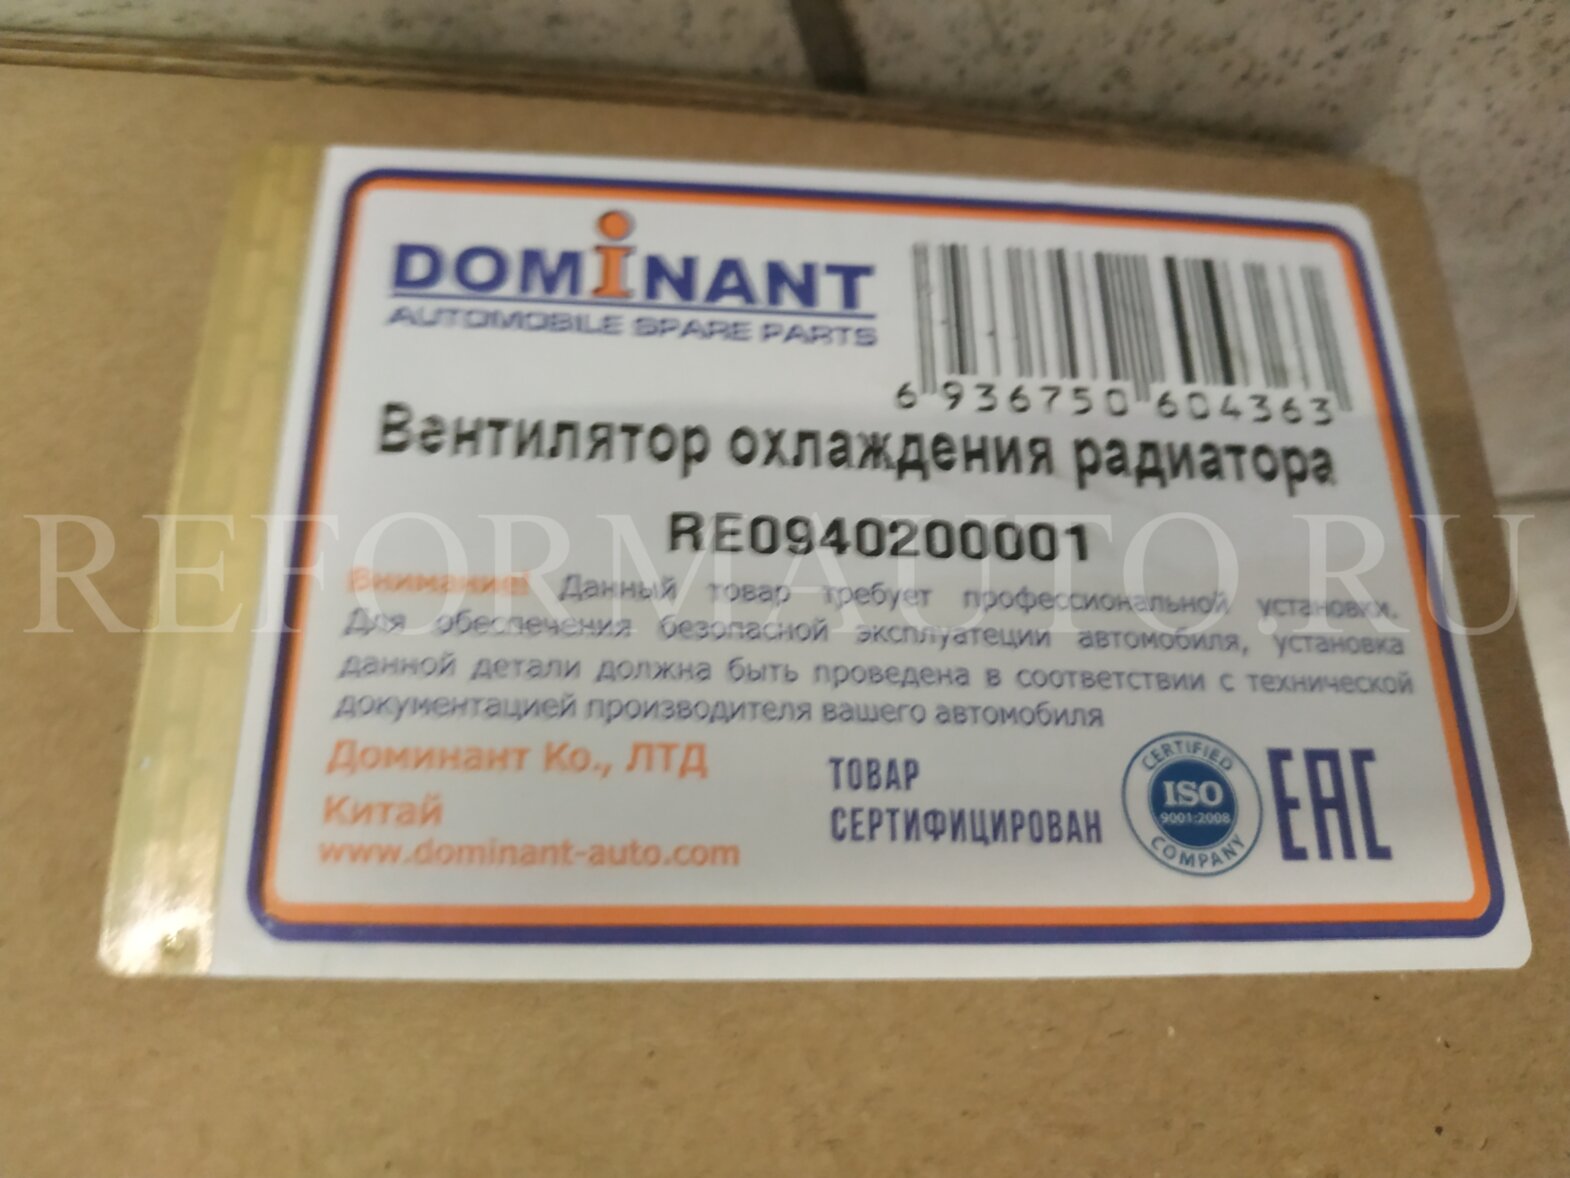 DOMiNANT
AUTOMOBILE SPARE PARTS
6 936750 604363
Вентилятор охлаждения радиатора
RE0940200001
REFORMAUTO.RU
Внимание! Данный товар требует профессиональной установки.
Для обеспечения безопасной эксплуатеции автомобиля, установка
данной детали должна быть проведена в соответствии с технической
документацией производителя вашего автомобиля
Доминант Ко., ЛТД
Китай
www.dominant-auto.com
ТОВАР
СЕРТИФИЦИРОВАН
CERTIFIED
ISO
9001:2008
COMPANY
EAC